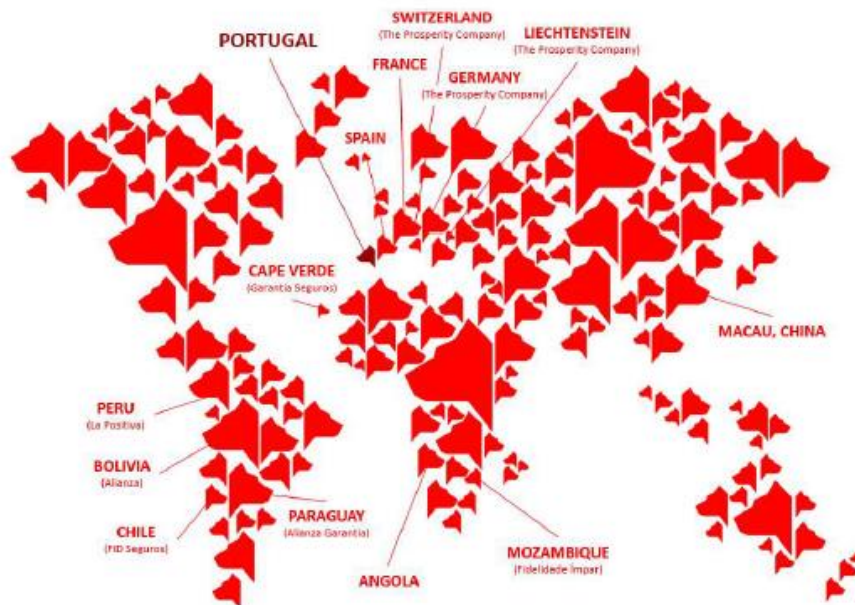 SWITZERLAND
(The Prosperity Company)
LIECHTENSTEIN
(The Prosperity Company)
PORTUGAL
FRANCE
GERMANY
(The Prosperity Company)
SPAIN
CAPE VERDE
(Garantia Seguros)
MACAU, CHINA
PERU
(La Positiva)
BOLIVIA
(Alianza)
CHILE
(FID Seguros)
PARAGUAY
(Alianza Garantia)
ANGOLA
MOZAMBIQUE
(Fidelidade Ímpar)